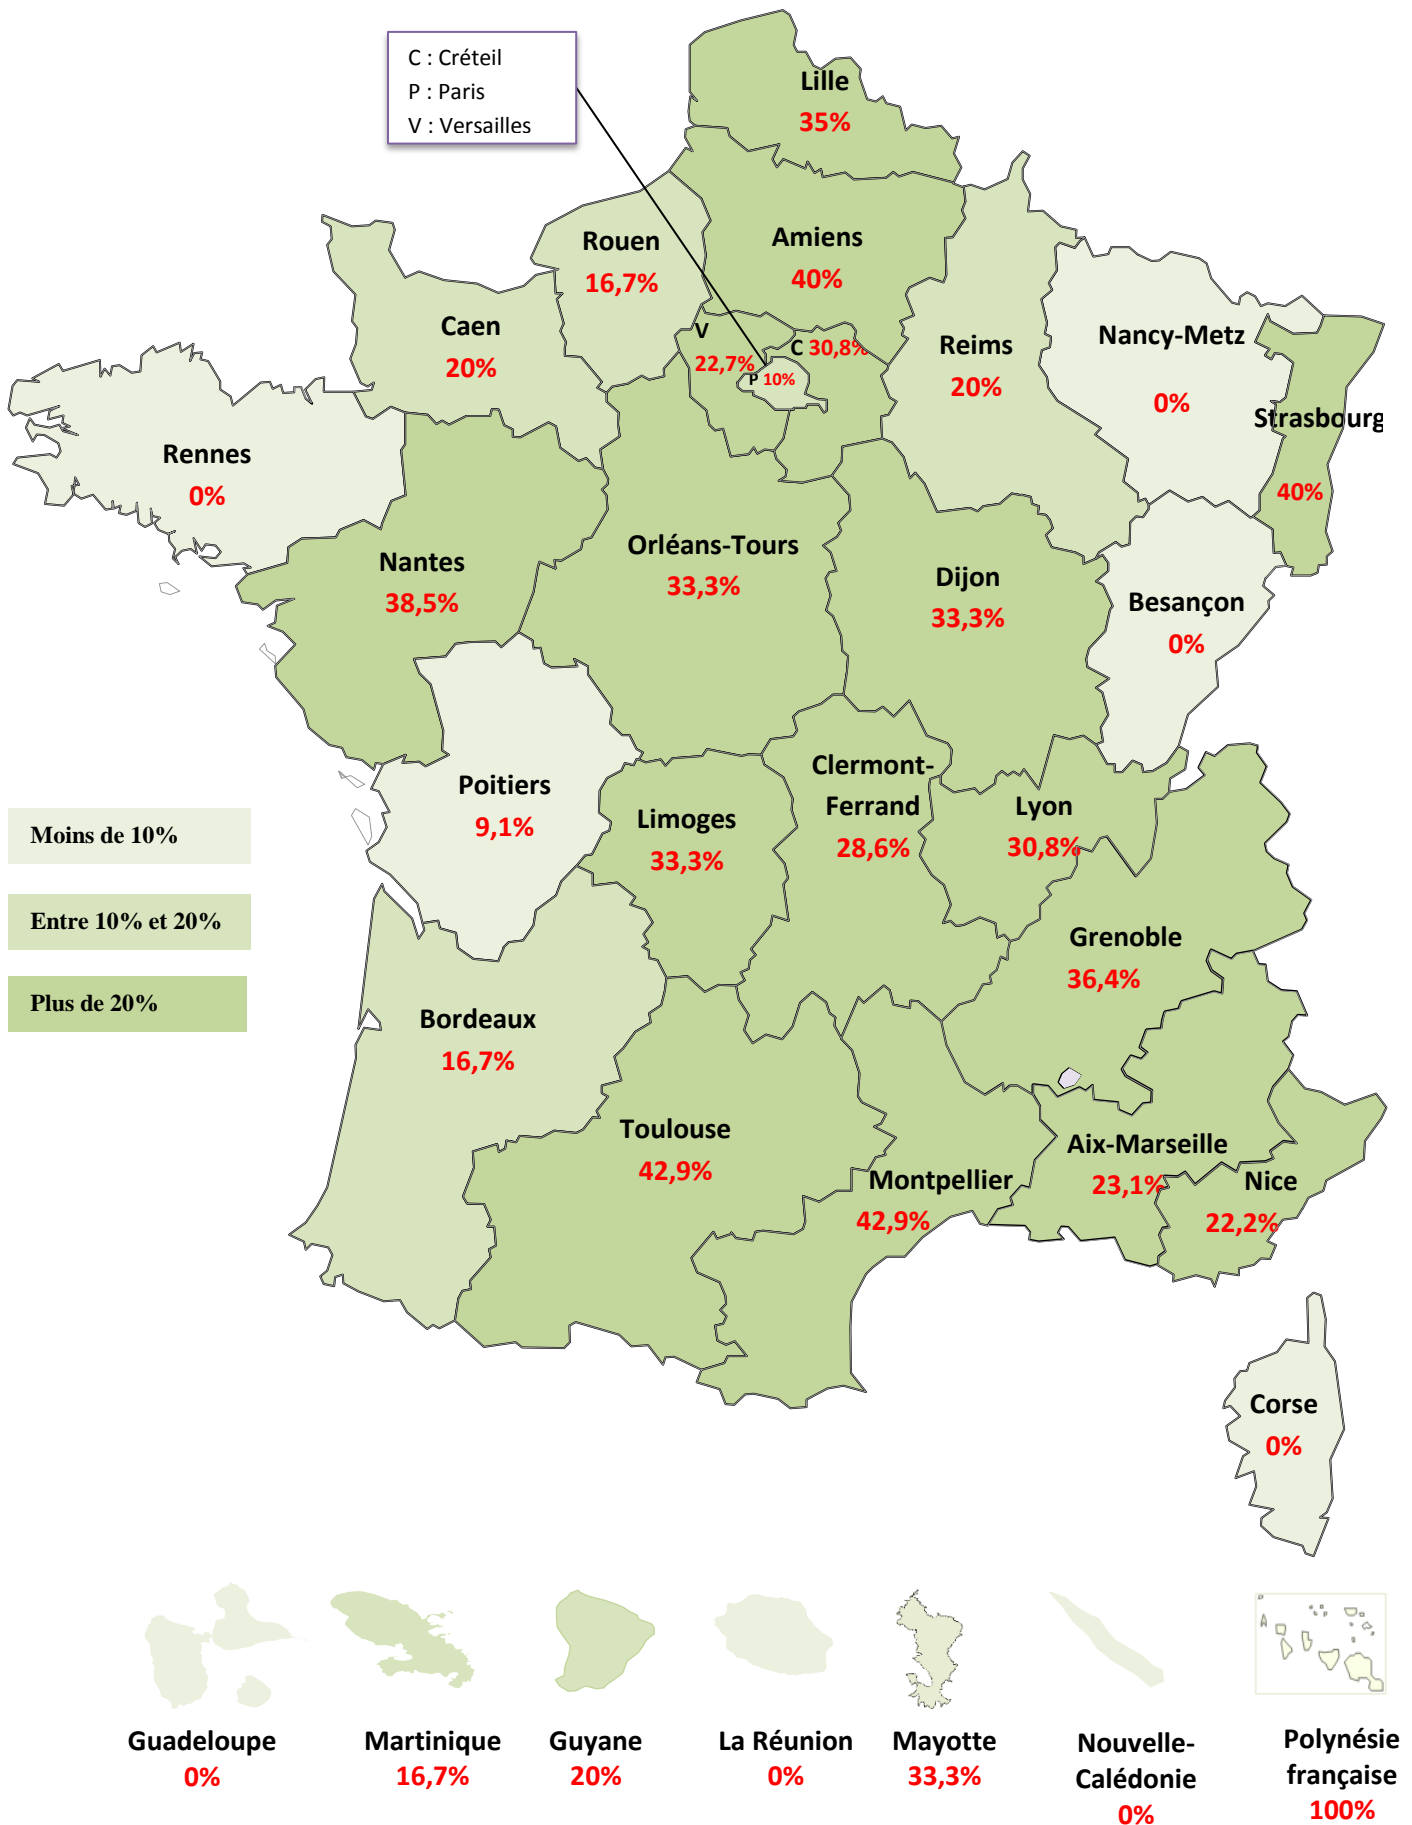 C : Créteil
P : Paris
V : Versailles
Lille
35%
Rouen
16,7%
Amiens
40%
Caen
20%
V
22,7%
C 30,8%
P 10%
Reims
20%
Nancy-Metz
0%
Strasbourg
40%
Rennes
0%
Nantes
38,5%
Orléans-Tours
33,3%
Dijon
33,3%
Besançon
0%
Poitiers
9,1%
Limoges
33,3%
Clermont-
Ferrand
28,6%
Lyon
30,8%
Grenoble
36,4%
Moins de 10%
Entre 10% et 20%
Plus de 20%
Bordeaux
16,7%
Toulouse
42,9%
Montpellier
42,9%
Aix-Marseille
23,1%
Nice
22,2%
Corse
0%
Guadeloupe
0%
Martinique
16,7%
Guyane
20%
La Réunion
0%
Mayotte
33,3%
Nouvelle-
Calédonie
0%
Polynésie
française
100%